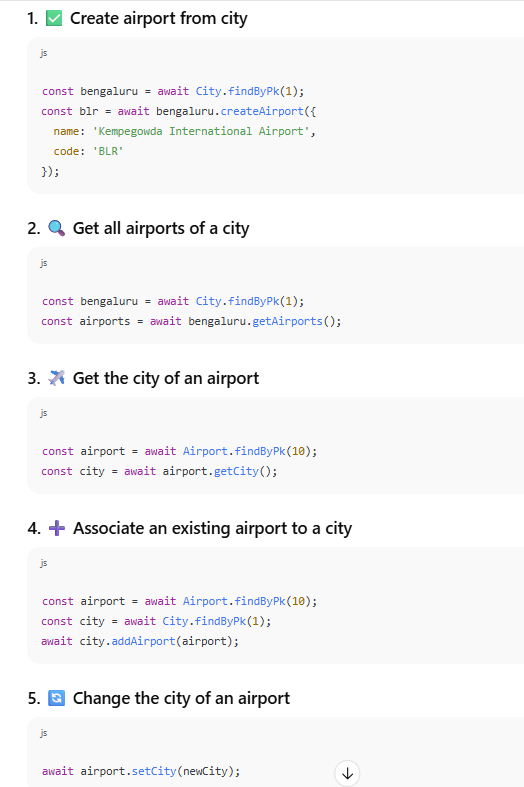 1. ✅ Create airport from city
js
const bengaluru = await City.findByPk(1);
const blr = await bengaluru.createAirport({
  name: 'Kempegowda International Airport',
  code: 'BLR'
});
2. 🔍 Get all airports of a city
js
const bengaluru = await City.findByPk(1);
const airports = await bengaluru.getAirports();
3. ✈️ Get the city of an airport
js
const airport = await Airport.findByPk(10);
const city = await airport.getCity();
4. ➕ Associate an existing airport to a city
js
const airport = await Airport.findByPk(10);
const city = await City.findByPk(1);
await city.addAirport(airport);
5. 🔄 Change the city of an airport
js
await airport.setCity(newCity);